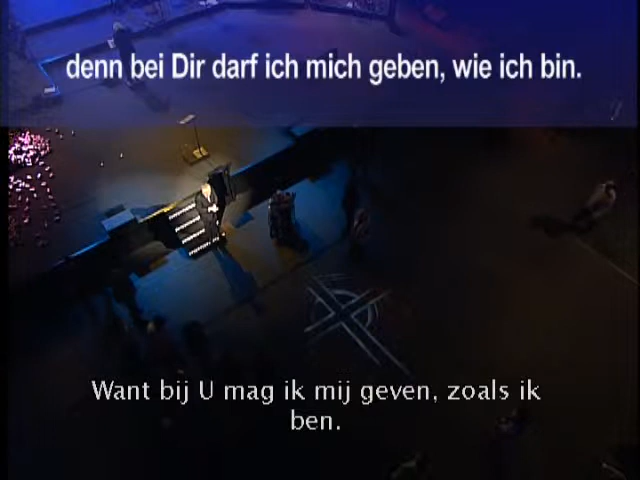 denn bei Dir darf ich mich geben, wie ich bin.
Want bij U mag ik mij geven, zoals ik
ben.